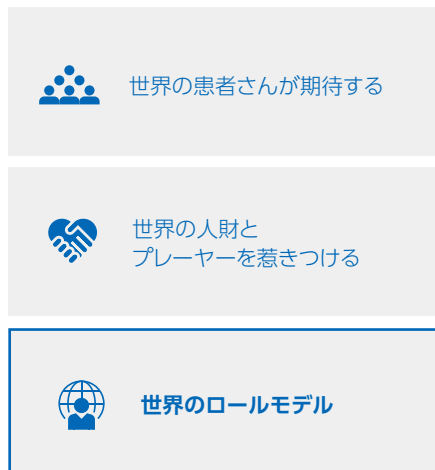 世界の患者さんが期待する
世界の人財と
プレーヤーを惹きつける
世界のロールモデル